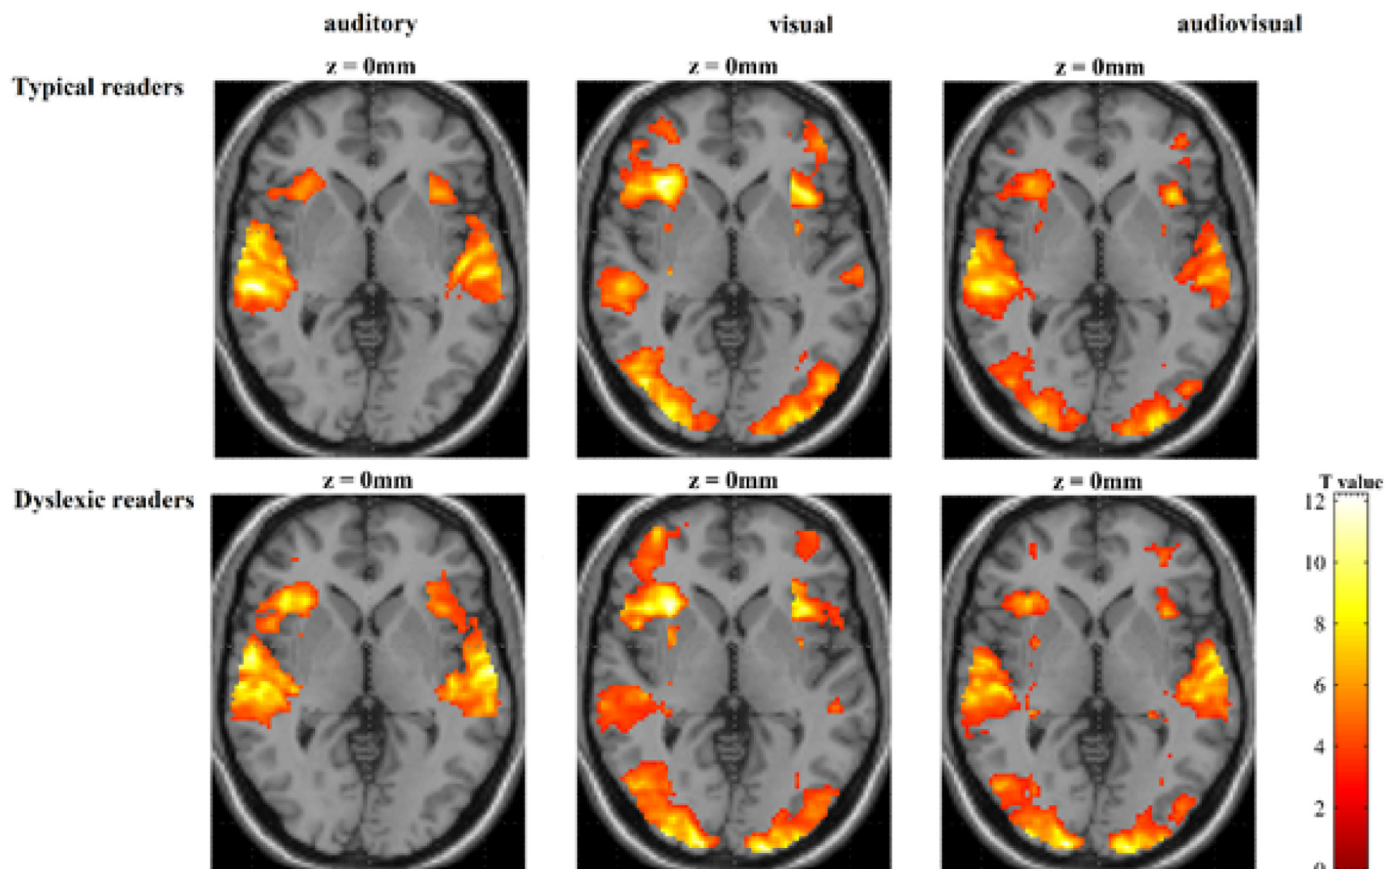 auditory visual audiovisual
z = 0mm z = 0mm z = 0mm
Typical readers
z = 0mm z = 0mm z = 0mm
Dyslexic readers
T value
12
10
8
6
4
2
0